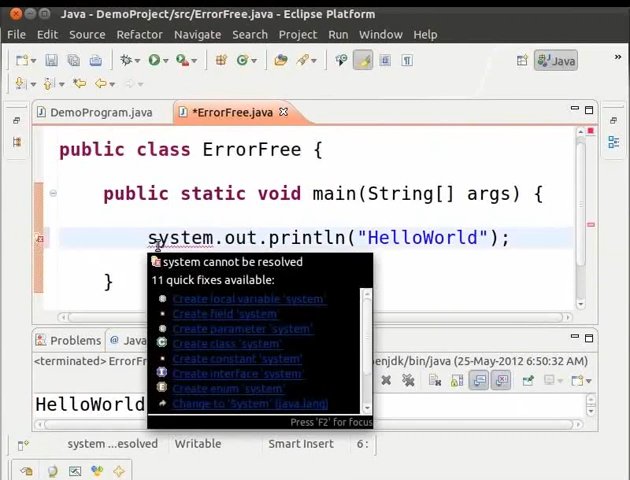 Java - DemoProject/src/ErrorFree.java - Eclipse Platform
File Edit Source Refactor Navigate Search Project Run Window Help
Java
DemoProgram.java *ErrorFree.java
public class ErrorFree {
public static void main(String[] args) {
system.out.println("HelloWorld");
}
system cannot be resolved
11 quick fixes available:
Create local variable 'system'
Create field 'system'
Create parameter 'system'
Create class 'system'
Create constant 'system'
Create interface 'system'
Create enum 'system'
Change to 'System' (java.lang)
Press 'F2' for focus
Problems Java
<terminated> ErrorF enjdk/bin/java (25-May-2012 6:50:32 AM)
HelloWorld
system ...esolved Writable Smart Insert 6 :